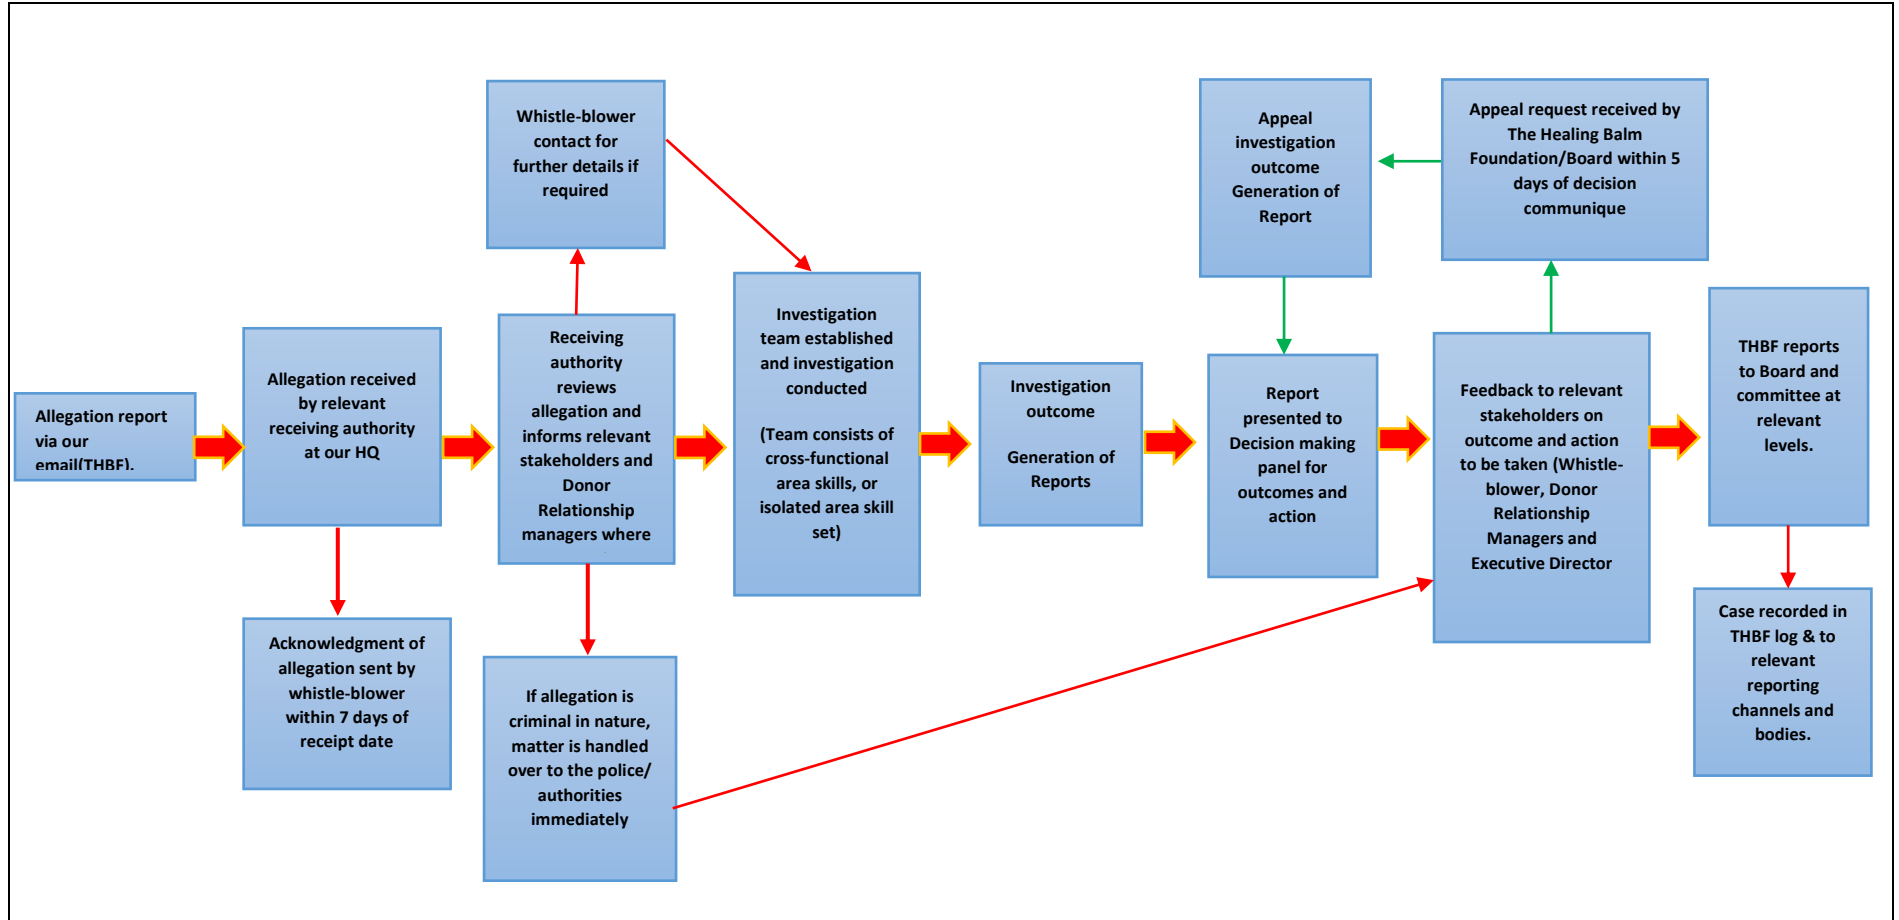 Allegation report
via our
email(THBF).
Allegation received
by relevant
receiving authority
at our HQ
Acknowledgment of
allegation sent by
whistle-blower
within 7 days of
receipt date
Whistle-blower
contact for
further details if
required
Receiving
authority
reviews
allegation and
informs relevant
stakeholders and
Donor
Relationship
managers where
If allegation is
criminal in nature,
matter is handled
over to the police/
authorities
immediately
Investigation
team established
and investigation
conducted
(Team consists of
cross-functional
area skills, or
isolated area skill
set)
Investigation
outcome
Generation of
Reports
Appeal
investigation
outcome
Generation of
Report
Report
presented to
Decision making
panel for
outcomes and
action
Appeal request received by
The Healing Balm
Foundation/Board within 5
days of decision
communique
Feedback to relevant
stakeholders on
outcome and action
to be taken (Whistle-
blower, Donor
Relationship
Managers and
Executive Director
THBF reports
to Board and
committee at
relevant
levels.
Case recorded in
THBF log & to
relevant
reporting
channels and
bodies.